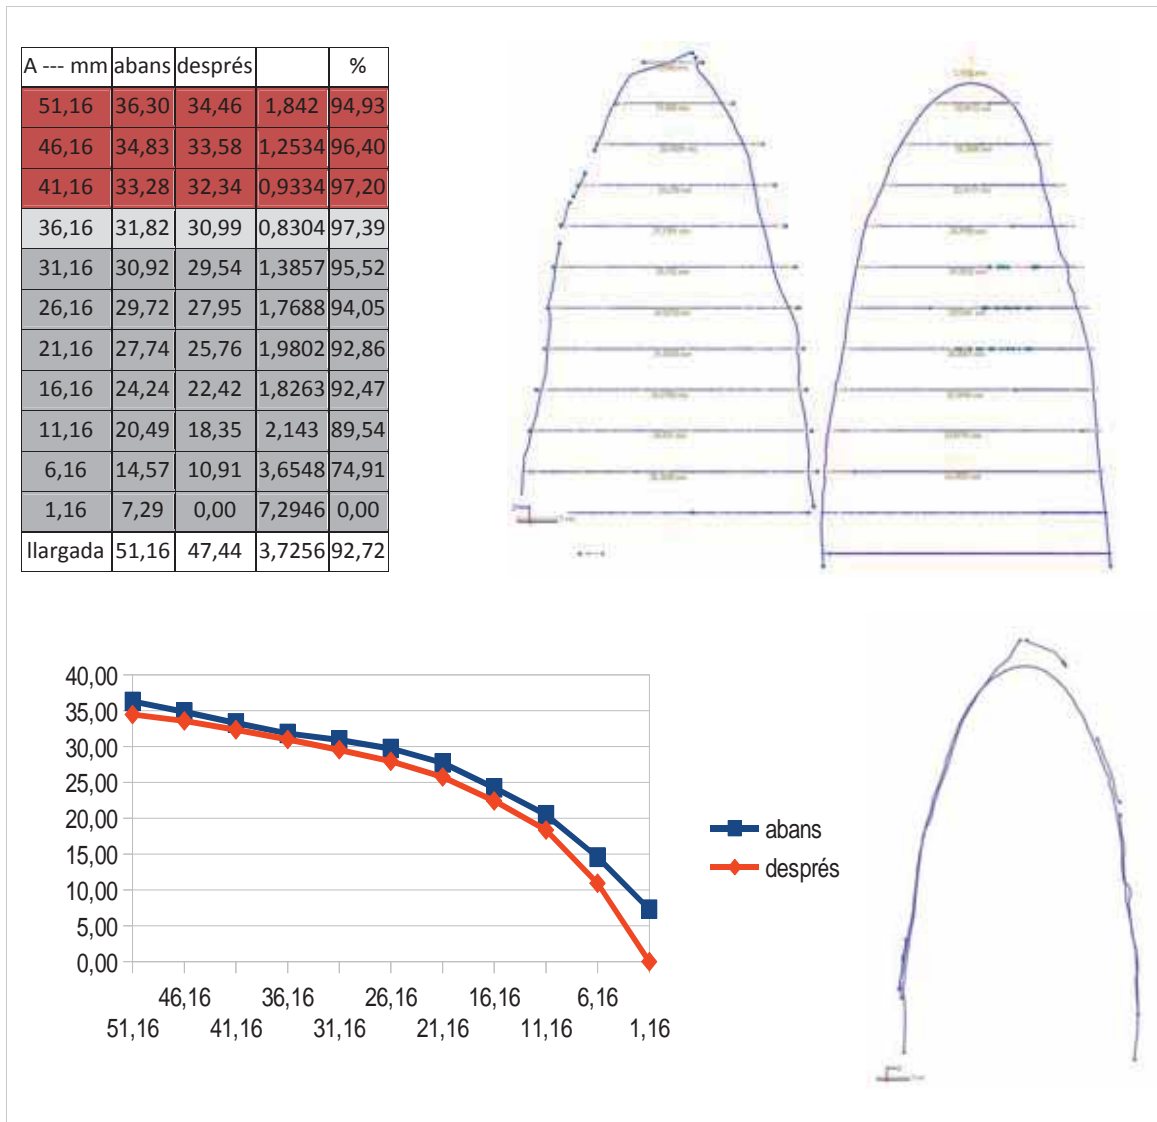 A --- mm abans després %
51,16 36,30 34,46 1,842 94,93
46,16 34,83 33,58 1,2534 96,40
41,16 33,28 32,34 0,9334 97,20
36,16 31,82 30,99 0,8304 97,39
31,16 30,92 29,54 1,3857 95,52
26,16 29,72 27,95 1,7688 94,05
21,16 27,74 25,76 1,9802 92,86
16,16 24,24 22,42 1,8263 92,47
11,16 20,49 18,35 2,143 89,54
6,16 14,57 10,91 3,6548 74,91
1,16 7,29 0,00 7,2946 0,00
llargada 51,16 47,44 3,7256 92,72
40,00
35,00
30,00
25,00
20,00
15,00
10,00
5,00
0,00
46,16 36,16 26,16 16,16 6,16
51,16 41,16 31,16 21,16 11,16 1,16
abans
després